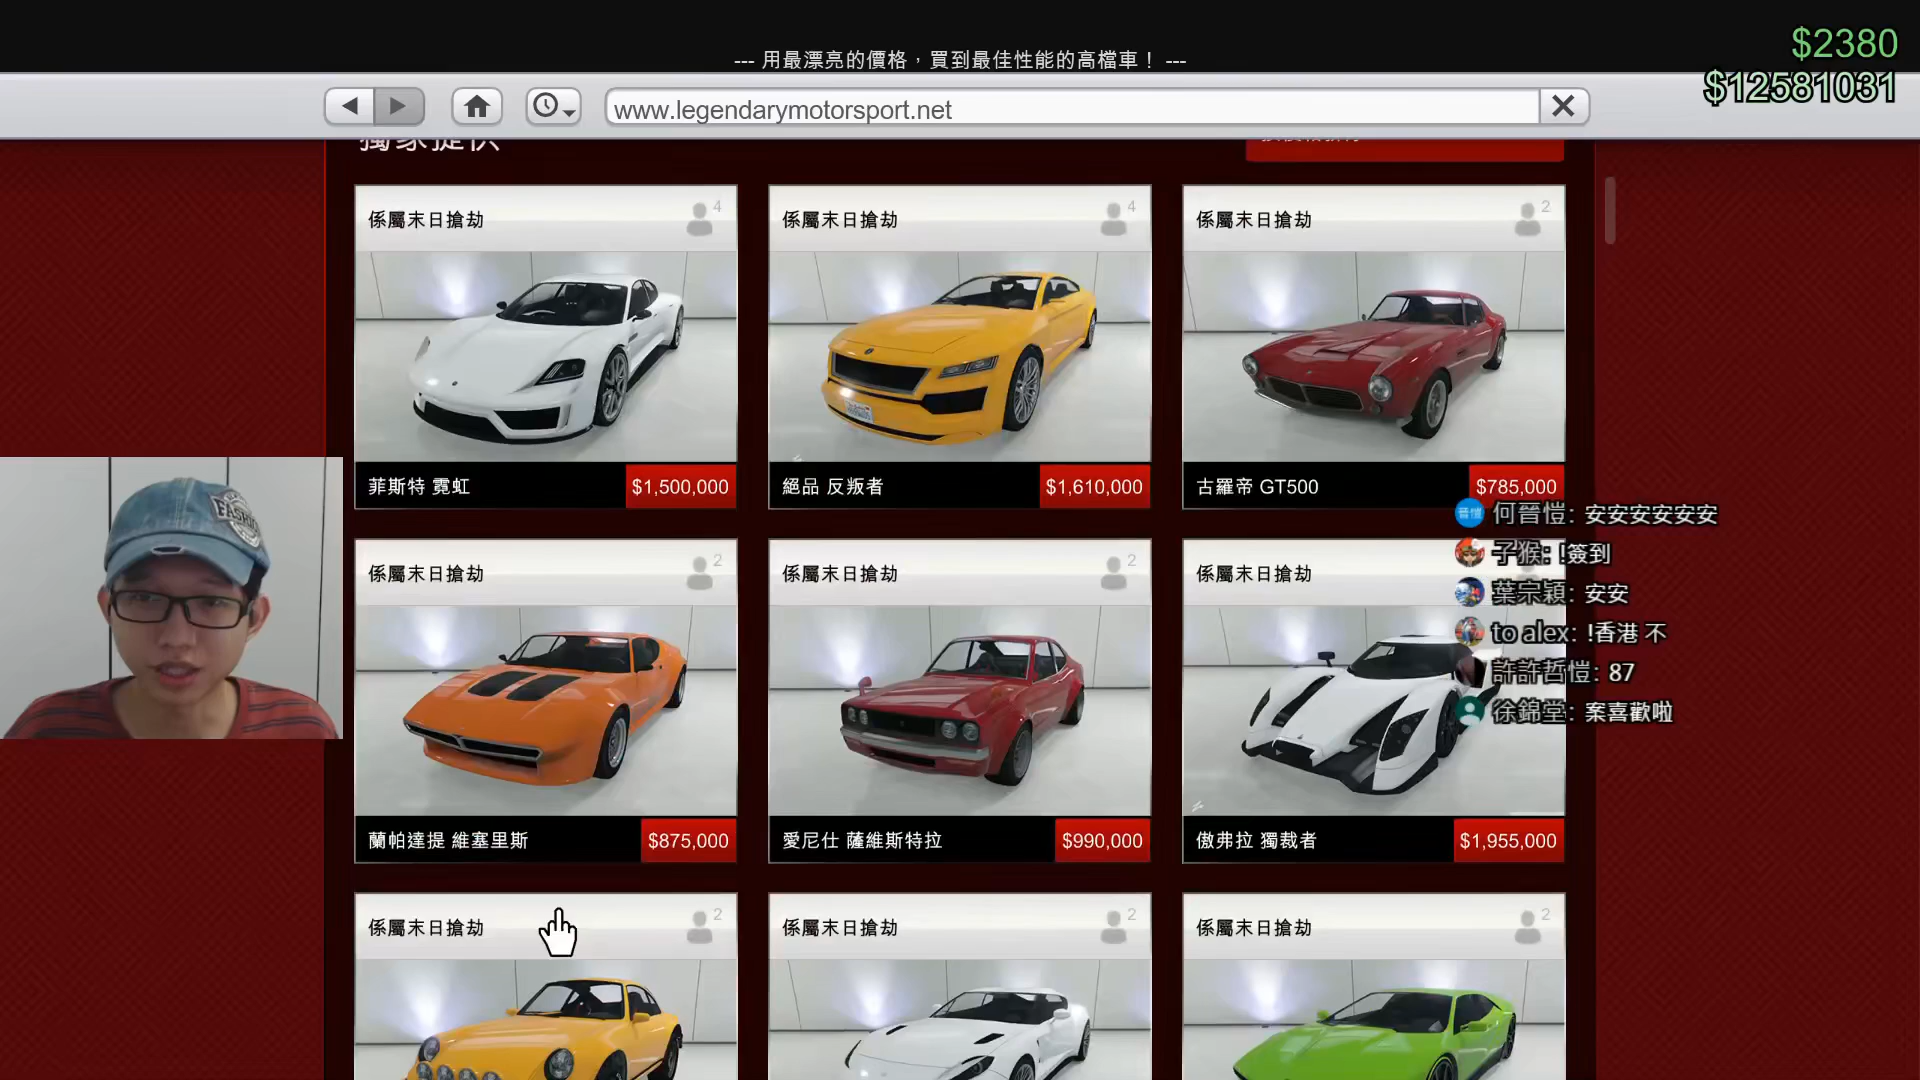 $2380
--- 用最漂亮的價格，買到最佳性能的高檔車！ ---
$12581031
www.legendarymotorsport.net
獨家提供
係屬末日搶劫 4
係屬末日搶劫 4
係屬末日搶劫 2
菲斯特 霓虹 $1,500,000
絕品 反叛者 $1,610,000
古羅帝 GT500 $785,000
FASHION
何晉愷: 安安安安安安
子猴: !簽到
葉宗穎: 安安
to alex: !香港 不
許許哲愷: 87
徐錦堂: 案喜歡啦
係屬末日搶劫 2
係屬末日搶劫 2
係屬末日搶劫
蘭帕達提 維塞里斯 $875,000
愛尼仕 薩維斯特拉 $990,000
傲弗拉 獨裁者 $1,955,000
係屬末日搶劫 2
係屬末日搶劫 2
係屬末日搶劫 2